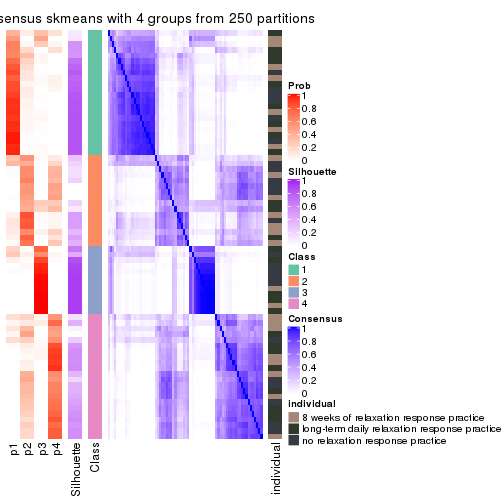 sensus skmeans with 4 groups from 250 partitions
p1
p2
p3
p4
Silhouette
Class
individual
Prob
1
0.8
0.6
0.4
0.2
0
Silhouette
1
0.8
0.6
0.4
0.2
0
Class
1
2
3
4
Consensus
1
0.8
0.6
0.4
0.2
0
individual
8 weeks of relaxation response practice
long-term daily relaxation response practice
no relaxation response practice